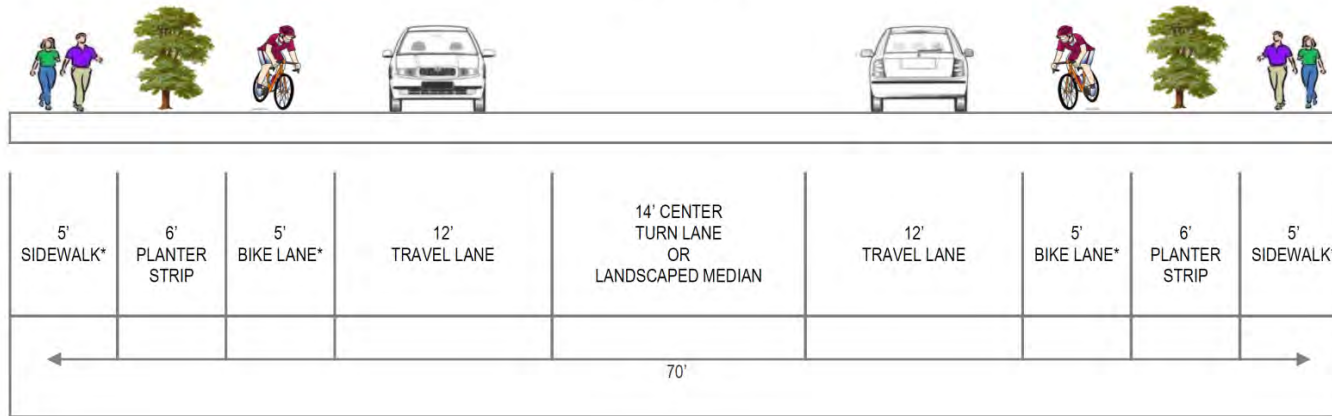 5'
SIDEWALK*
6'
PLANTER
STRIP
5'
BIKE LANE*
12'
TRAVEL LANE
14' CENTER
TURN LANE
OR
LANDSCAPED MEDIAN
12'
TRAVEL LANE
5'
BIKE LANE*
6'
PLANTER
STRIP
5'
SIDEWALK*
70'